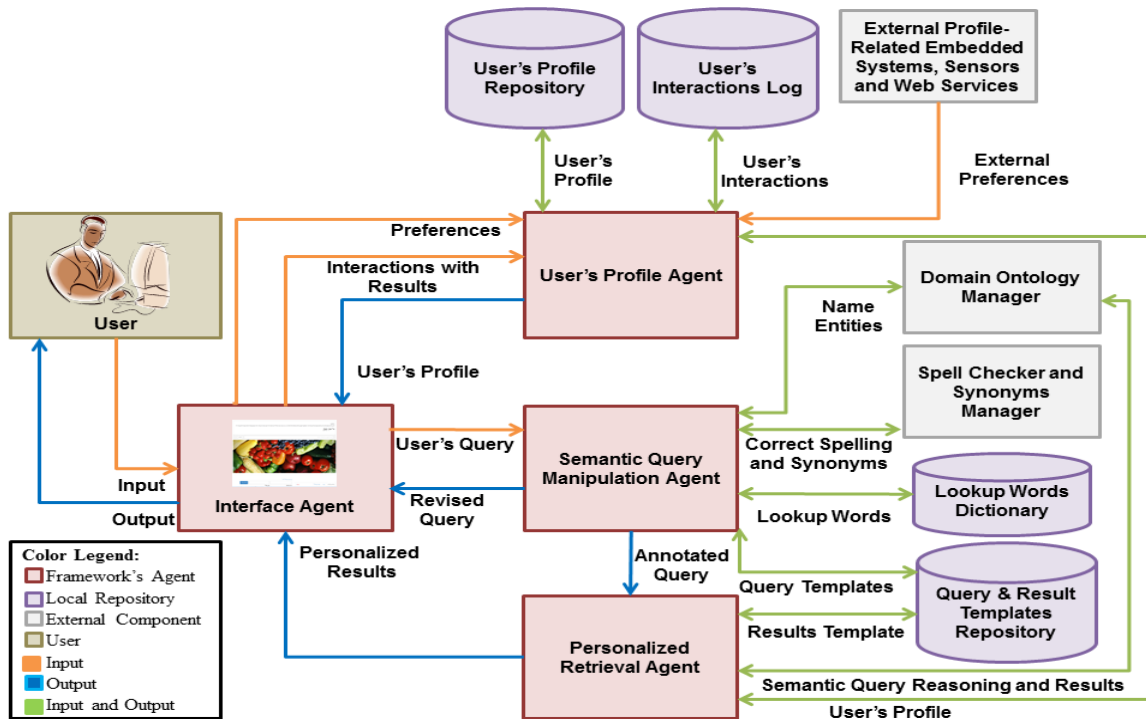 User's Profile
Repository
User's
Interactions Log
External Profile-
Related Embedded
Systems, Sensors
and Web Services
User's
Profile
User's
Interactions
External
Preferences
User
Preferences
Interactions with
Results
User's Profile Agent
Name
Entities
Domain Ontology
Manager
User's Profile
Spell Checker and
Synonyms
Manager
Input
Output
Interface Agent
User's Query
Revised
Query
Semantic Query
Manipulation Agent
Correct Spelling
and Synonyms
Lookup Words
Lookup Words
Dictionary
Personalized
Results
Annotated
Query
Query Templates
Results Template
Query & Result
Templates
Repository
Personalized
Retrieval Agent
Semantic Query Reasoning and Results
User's Profile
Color Legend:
Framework's Agent
Local Repository
External Component
User
Input
Output
Input and Output